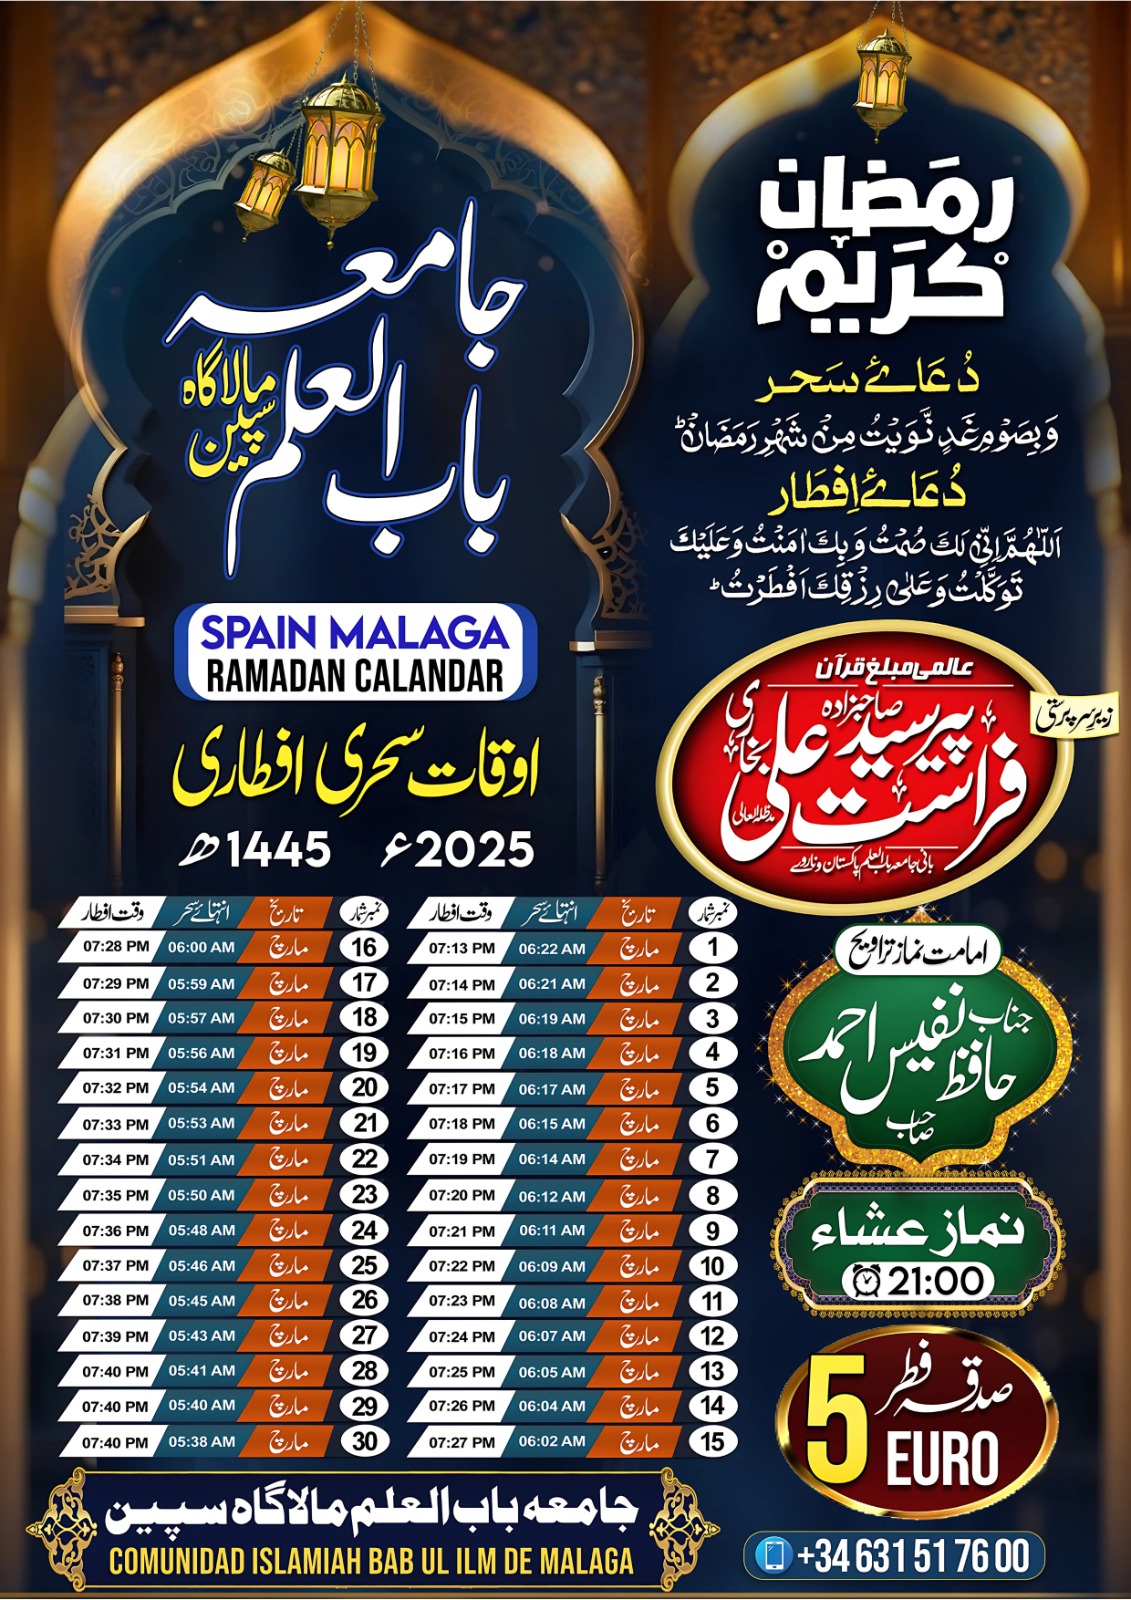 جامعہ
باب العلم
مالاگاہ
سپین
SPAIN MALAGA
RAMADAN CALANDAR
اوقات سحری افطاری
2025ء 1445ھ
رمضان
كريم
دُعَائے سَحر
وَبِصَوْمِ غَدٍ نَّوَيْتُ مِنْ شَهْرِ رَمَضَانَ ؕ
دُعَائے اِفطَار
اَللّٰهُمَّ اِنِّىْ لَكَ صُمْتُ وَبِكَ اٰمَنْتُ وَعَلَيْكَ
تَوَكَّلْتُ وَعَلٰى رِزْقِكَ اَفْطَرْتُ ؕ
زیر سرپرستی
عالمی مبلغ قرآن
صاحبزادہ
پیر سید
فراست علی
بخاری
مدظلہ العالی
بانی جامعہ باب العلم پاکستان و ناروے
امامت نماز تراویح
جناب
حافظ نفیس احمد
صاحب
نماز عشاء
21:00
صدقہ فطر
5 EURO
+34 631 51 76 00
نمبر شمار تاریخ انتہائے سحر وقت افطار
1 مارچ 06:22 AM 07:13 PM
2 مارچ 06:21 AM 07:14 PM
3 مارچ 06:19 AM 07:15 PM
4 مارچ 06:18 AM 07:16 PM
5 مارچ 06:17 AM 07:17 PM
6 مارچ 06:15 AM 07:18 PM
7 مارچ 06:14 AM 07:19 PM
8 مارچ 06:12 AM 07:20 PM
9 مارچ 06:11 AM 07:21 PM
10 مارچ 06:09 AM 07:22 PM
11 مارچ 06:08 AM 07:23 PM
12 مارچ 06:07 AM 07:24 PM
13 مارچ 06:05 AM 07:25 PM
14 مارچ 06:04 AM 07:26 PM
15 مارچ 06:02 AM 07:27 PM
نمبر شمار تاریخ انتہائے سحر وقت افطار
16 مارچ 06:00 AM 07:28 PM
17 مارچ 05:59 AM 07:29 PM
18 مارچ 05:57 AM 07:30 PM
19 مارچ 05:56 AM 07:31 PM
20 مارچ 05:54 AM 07:32 PM
21 مارچ 05:53 AM 07:33 PM
22 مارچ 05:51 AM 07:34 PM
23 مارچ 05:50 AM 07:35 PM
24 مارچ 05:48 AM 07:36 PM
25 مارچ 05:46 AM 07:37 PM
26 مارچ 05:45 AM 07:38 PM
27 مارچ 05:43 AM 07:39 PM
28 مارچ 05:41 AM 07:40 PM
29 مارچ 05:40 AM 07:40 PM
30 مارچ 05:38 AM 07:40 PM
جامعہ باب العلم مالاگاہ سپین
COMUNIDAD ISLAMIAH BAB UL ILM DE MALAGA